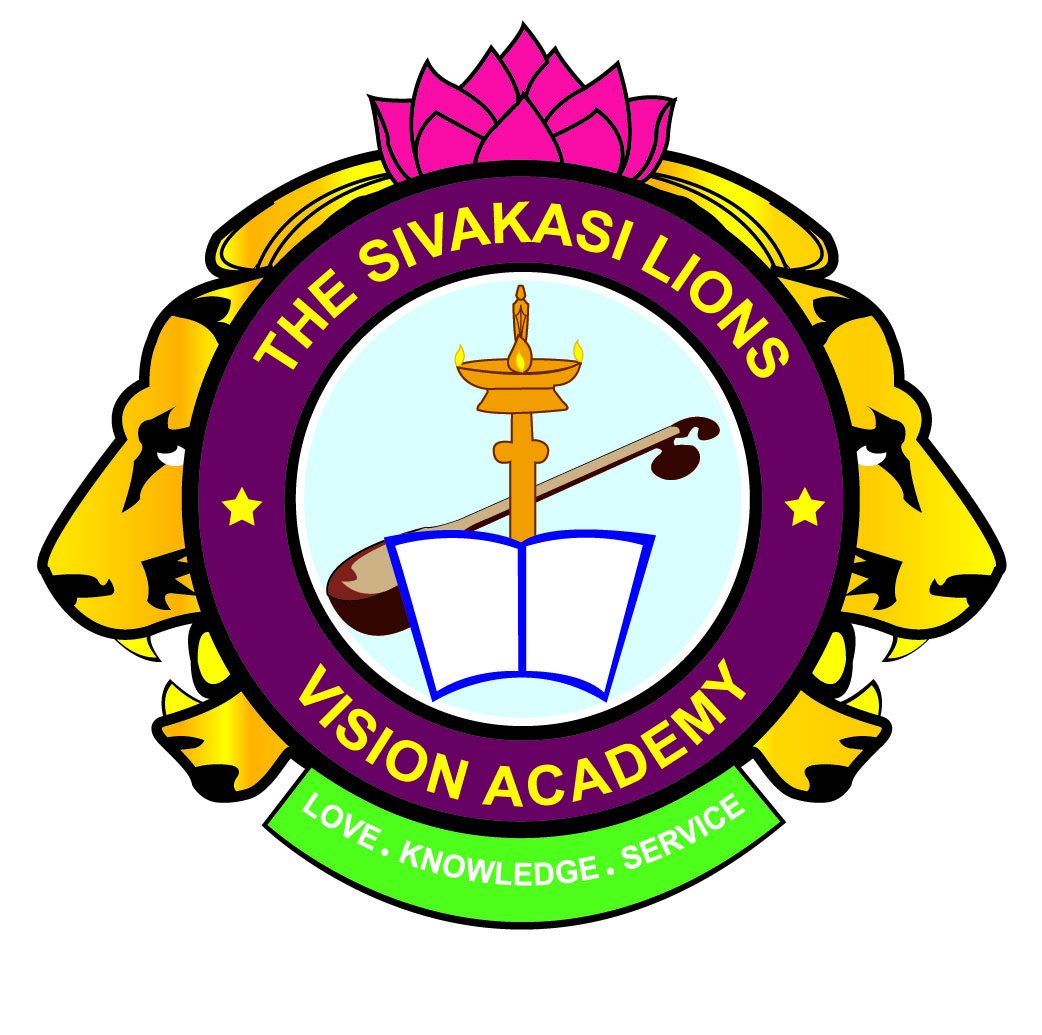 THE SIVAKASI LIONS
VISION ACADEMY
LOVE . KNOWLEDGE . SERVICE